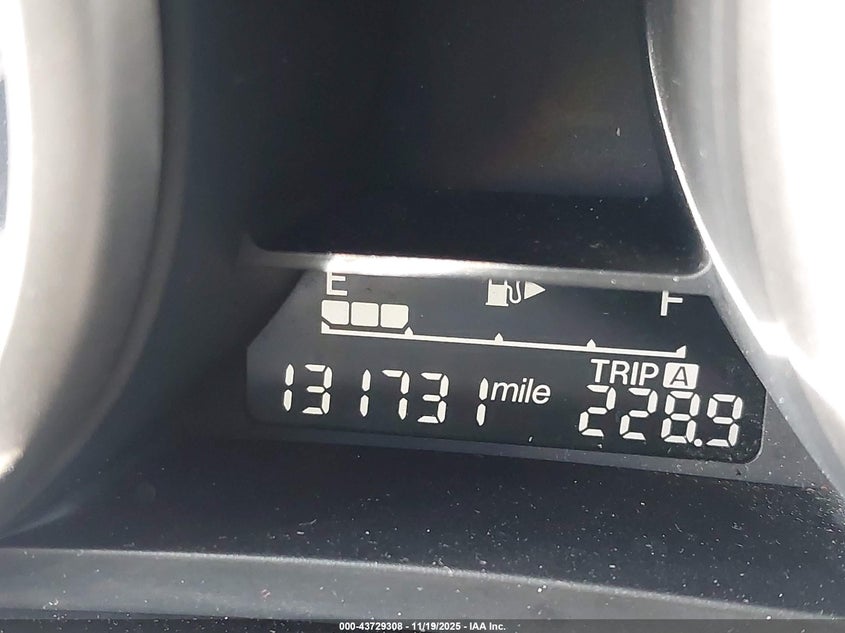 E F
TRIP A
131731 mile 228.9
000-43729308 - 11/19/2025 - IAA Inc.